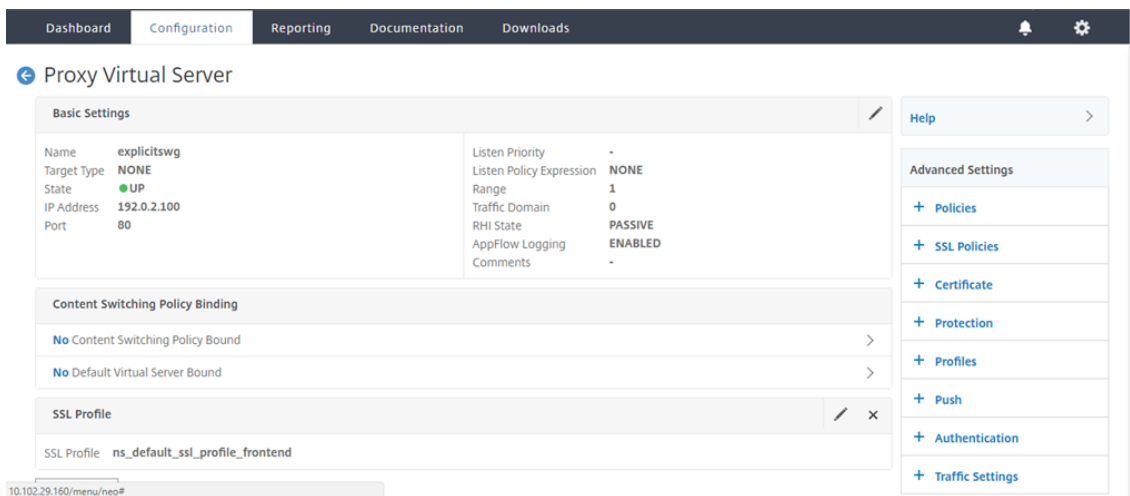 Dashboard Configuration Reporting Documentation Downloads
Proxy Virtual Server
Basic Settings
Name explicitswg
Target Type NONE
State UP
IP Address 192.0.2.100
Port 80
Listen Priority -
Listen Policy Expression NONE
Range 1
Traffic Domain 0
RHI State PASSIVE
AppFlow Logging ENABLED
Comments -
Content Switching Policy Binding
No Content Switching Policy Bound
No Default Virtual Server Bound
SSL Profile
SSL Profile ns_default_ssl_profile_frontend
10.102.29.160/menu/neo#
Help
Advanced Settings
+ Policies
+ SSL Policies
+ Certificate
+ Protection
+ Profiles
+ Push
+ Authentication
+ Traffic Settings